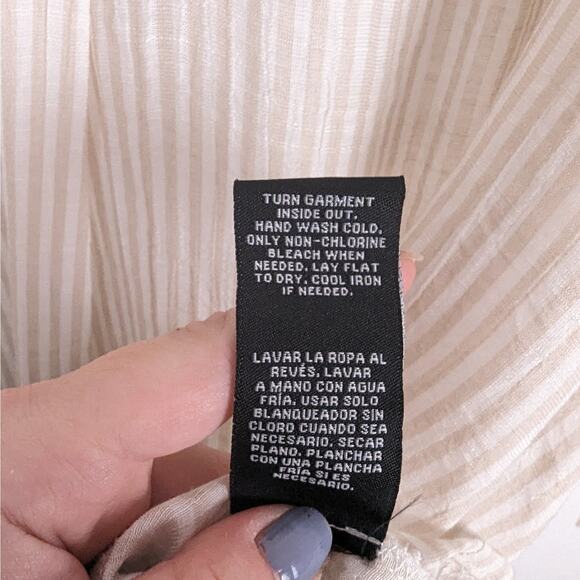 TURN GARMENT
INSIDE OUT.
HAND WASH COLD.
ONLY NON-CHLORINE
BLEACH WHEN
NEEDED. LAY FLAT
TO DRY. COOL IRON
IF NEEDED.
LAVAR LA ROPA AL
REVÉS. LAVAR
A MANO CON AGUA
FRÍA. USAR SOLO
BLANQUEADOR SIN
CLORO CUANDO SEA
NECESARIO. SECAR
PLANO. PLANCHAR
CON UNA PLANCHA
FRÍA SI ES
NECESARIO.